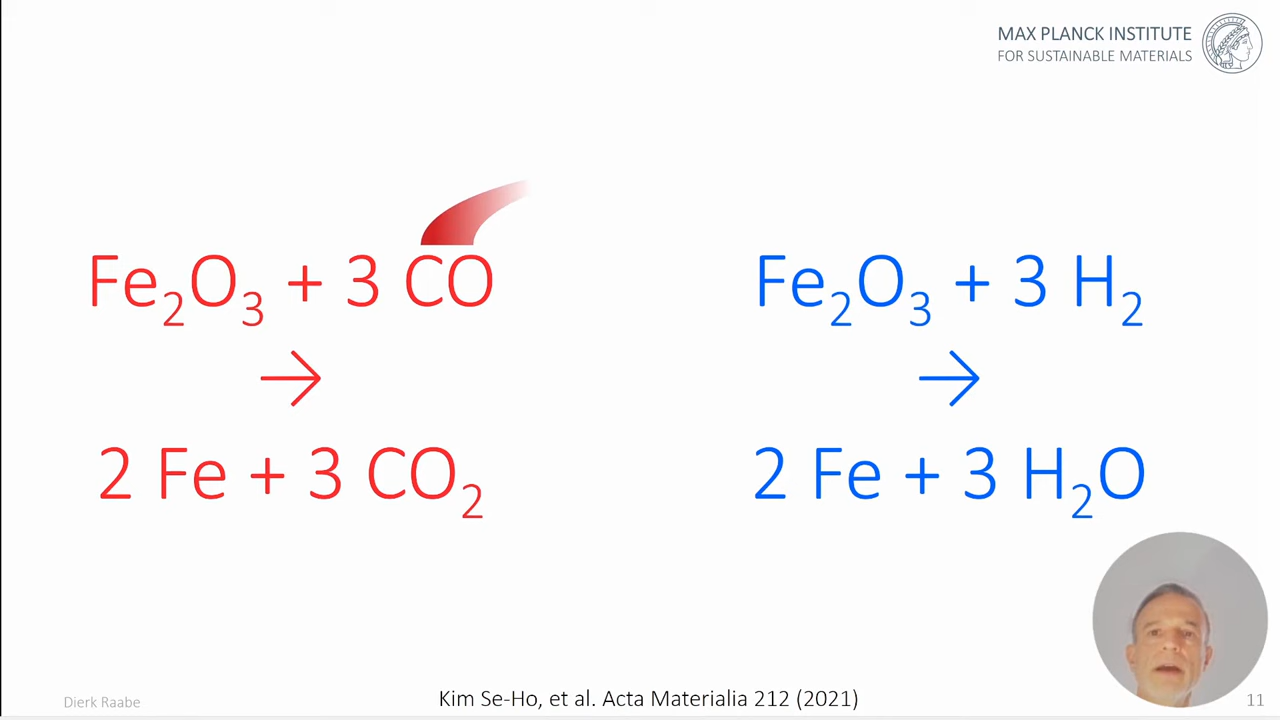 MAX PLANCK INSTITUTE
FOR SUSTAINABLE MATERIALS
Fe₂O₃ + 3 CO
→
2 Fe + 3 CO₂
Fe₂O₃ + 3 H₂
→
2 Fe + 3 H₂O
Dierk Raabe
Kim Se-Ho, et al. Acta Materialia 212 (2021)
11